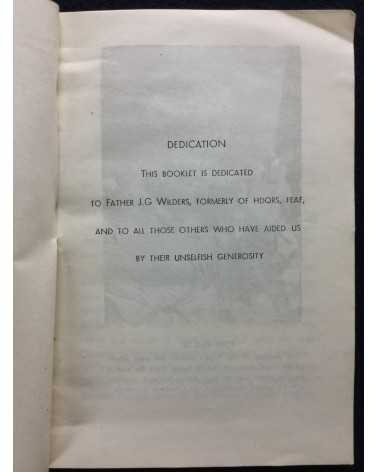 DEDICATION
THIS BOOKLET IS DEDICATED
TO FATHER J.G WILDERS, FORMERLY OF HDQRS, FEAF,
AND TO ALL THOSE OTHERS WHO HAVE AIDED US
BY THEIR UNSELFISH GENEROSITY